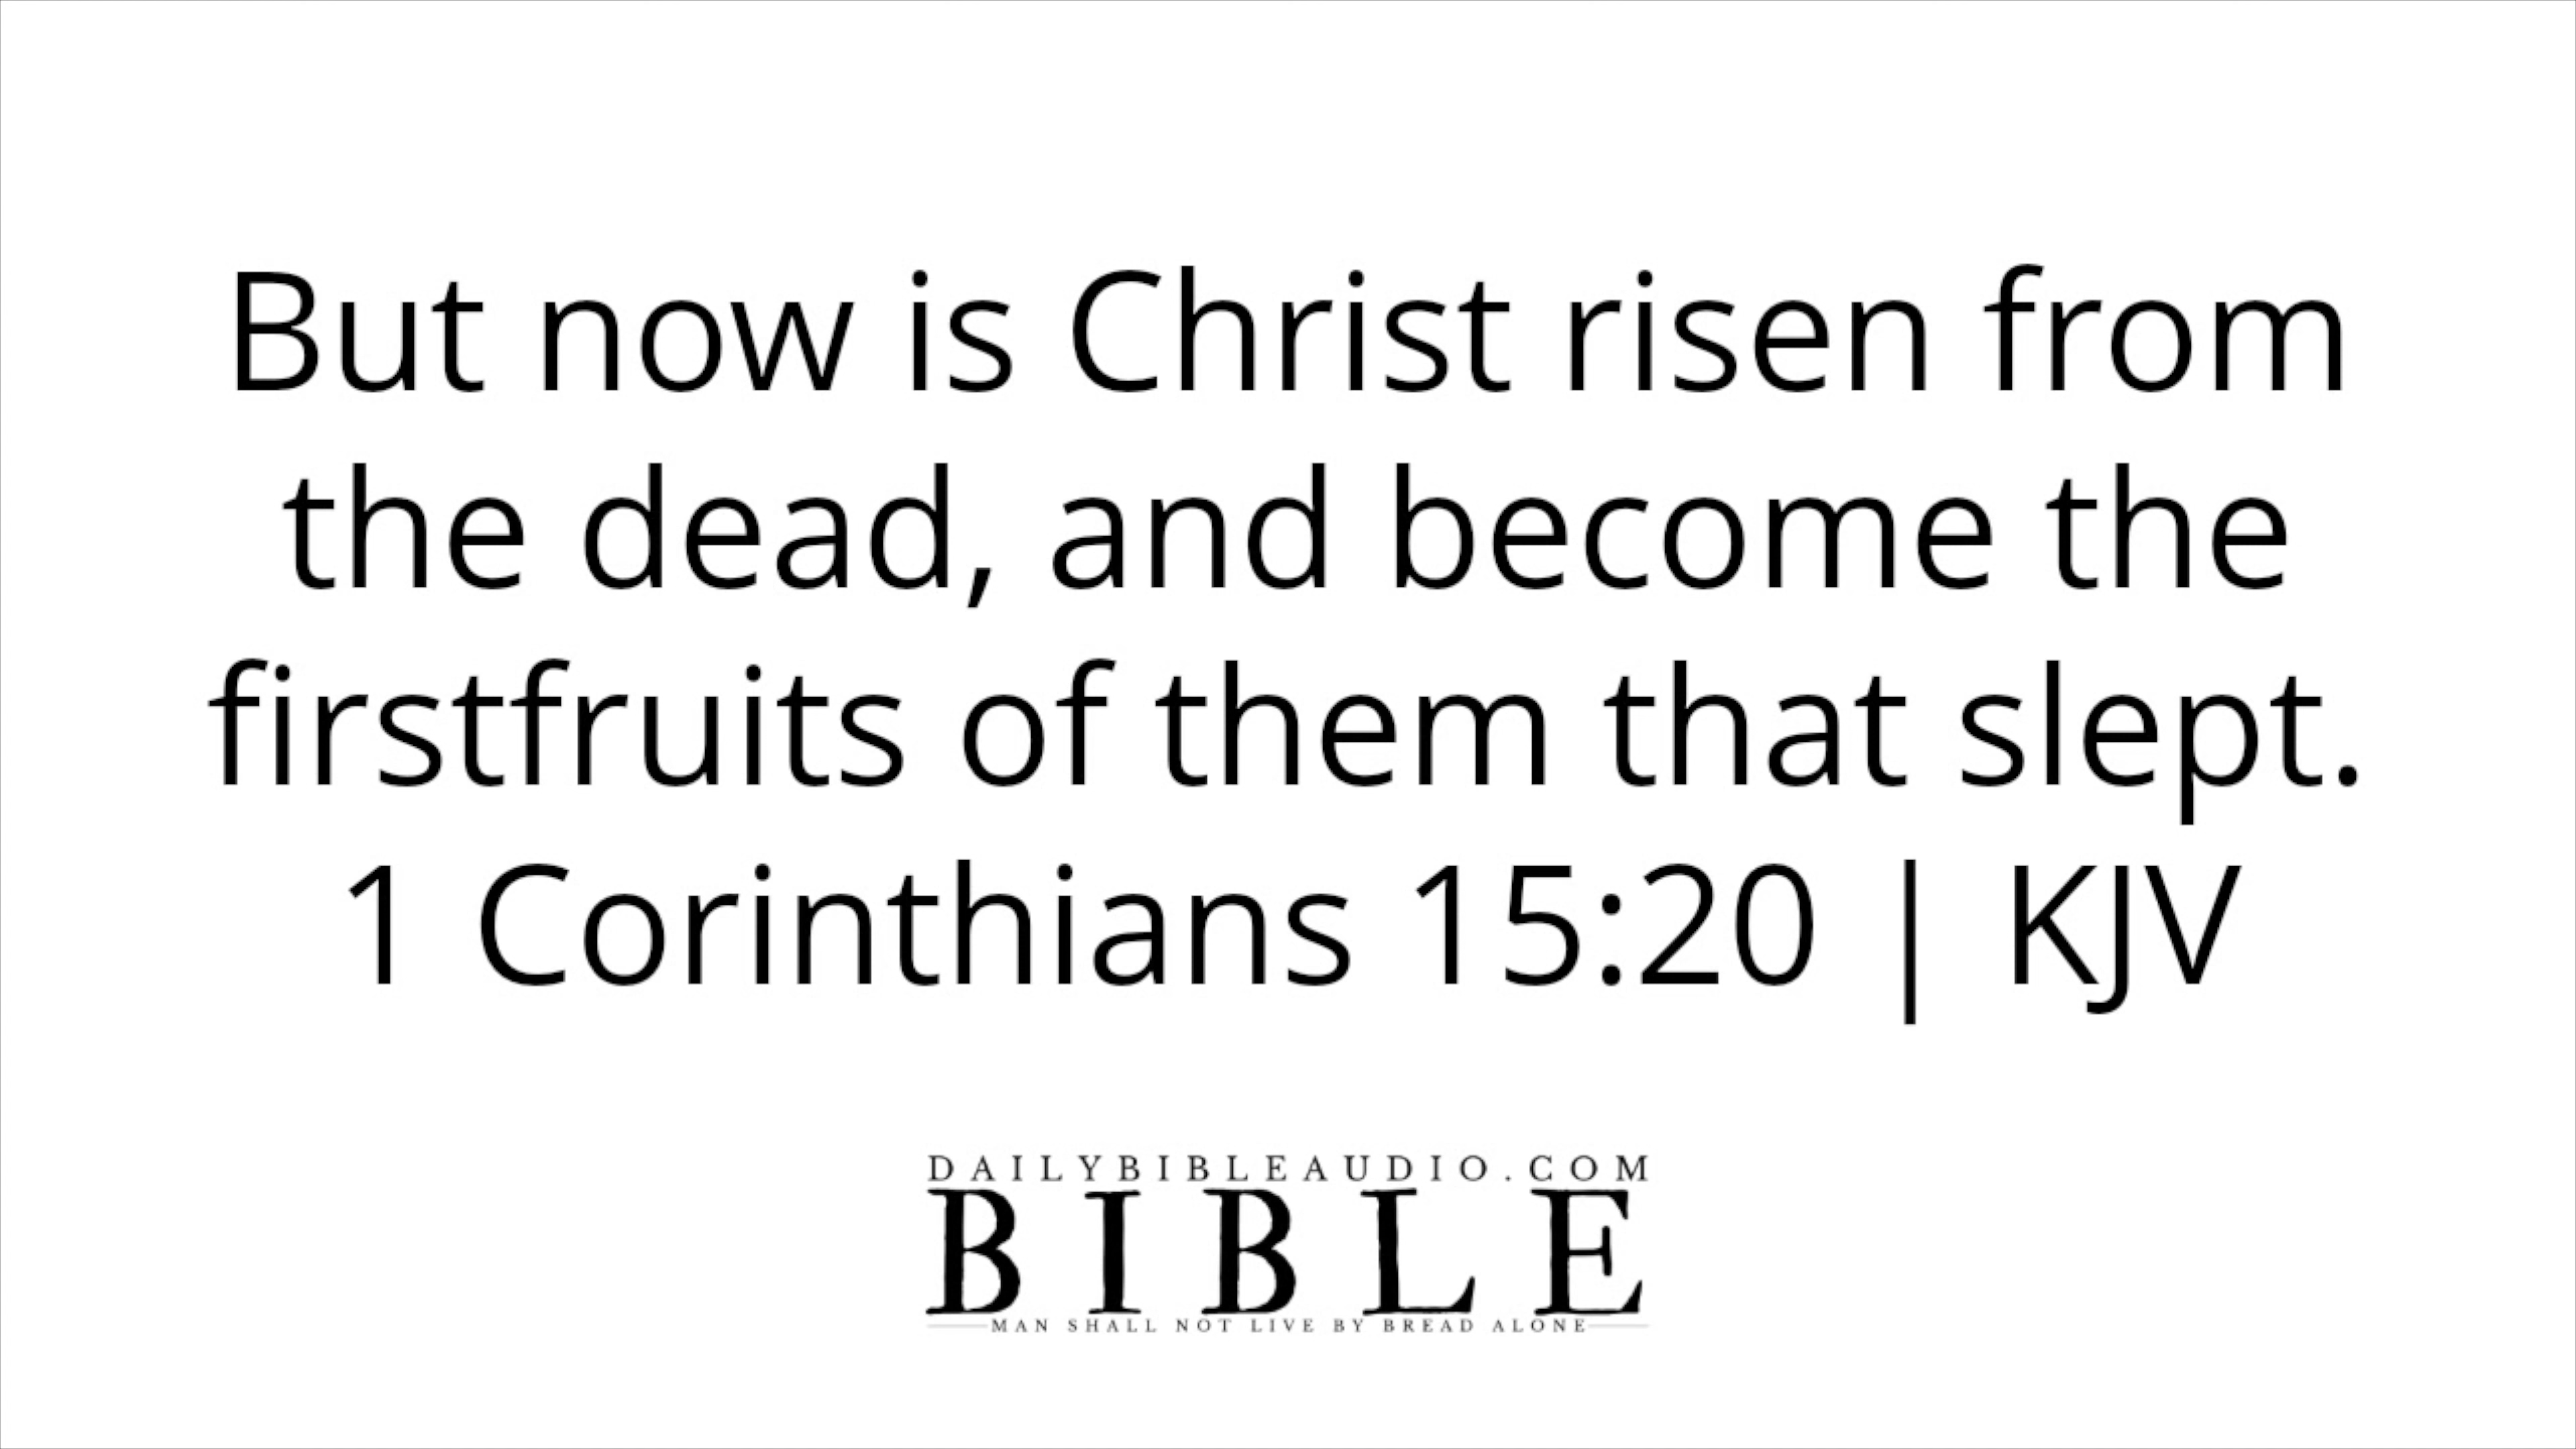 But now is Christ risen from
the dead, and become the
firstfruits of them that slept.
1 Corinthians 15:20 | KJV
DAILYBIBLEAUDIO.COM
BIBLE
MAN SHALL NOT LIVE BY BREAD ALONE